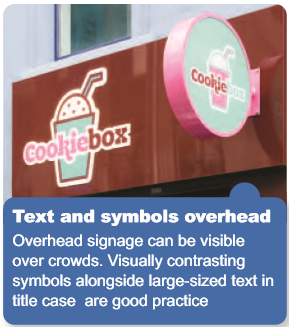 cookiebox
cookiebox
Text and symbols overhead
Overhead signage can be visible
over crowds. Visually contrasting
symbols alongside large-sized text in
title case  are good practice